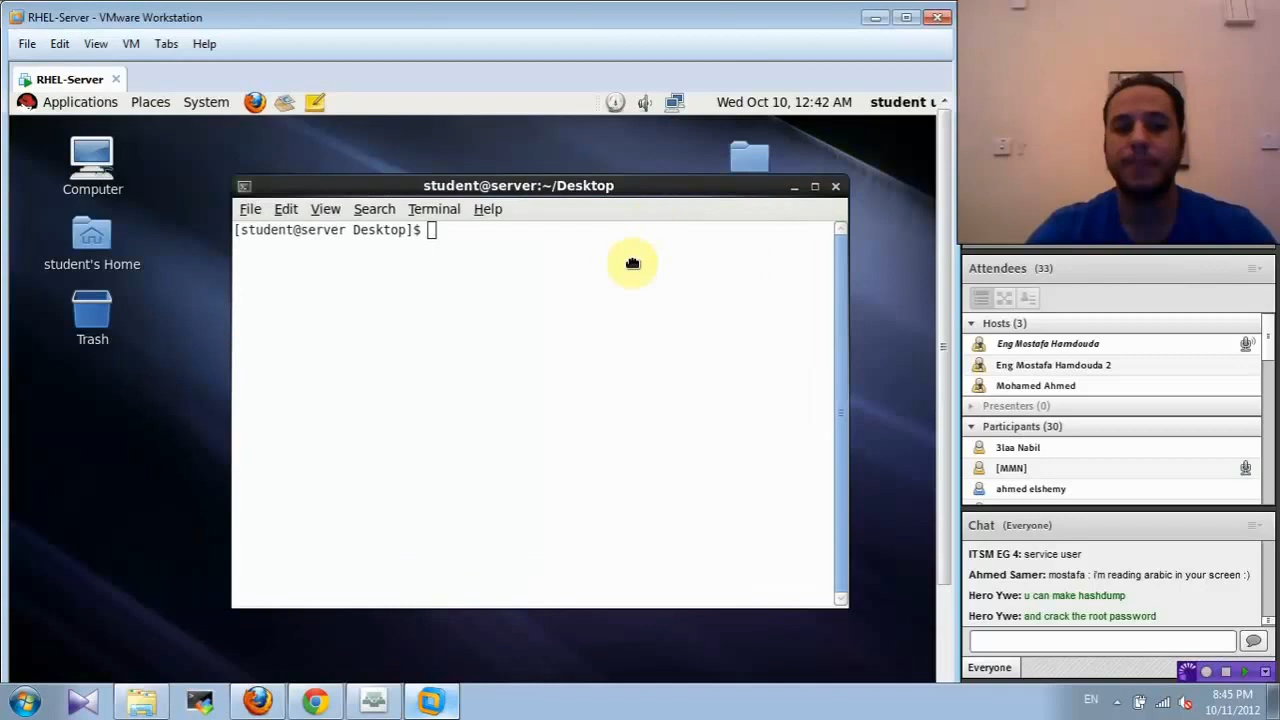 RHEL-Server - VMware Workstation
File Edit View VM Tabs Help
RHEL-Server
Applications Places System Wed Oct 10, 12:42 AM student u
Computer
student's Home
Trash
student@server:~/Desktop
File Edit View Search Terminal Help
[student@server Desktop]$
Attendees (33)
Hosts (3)
Eng Mostafa Hamdouda
Eng Mostafa Hamdouda 2
Mohamed Ahmed
Presenters (0)
Participants (30)
3laa Nabil
[MMN]
ahmed elshemy
Chat (Everyone)
ITSM EG 4: service user
Ahmed Samer: mostafa : i'm reading arabic in your screen :)
Hero Ywe: u can make hashdump
Hero Ywe: and crack the root password
Everyone
EN
8:45 PM
10/11/2012